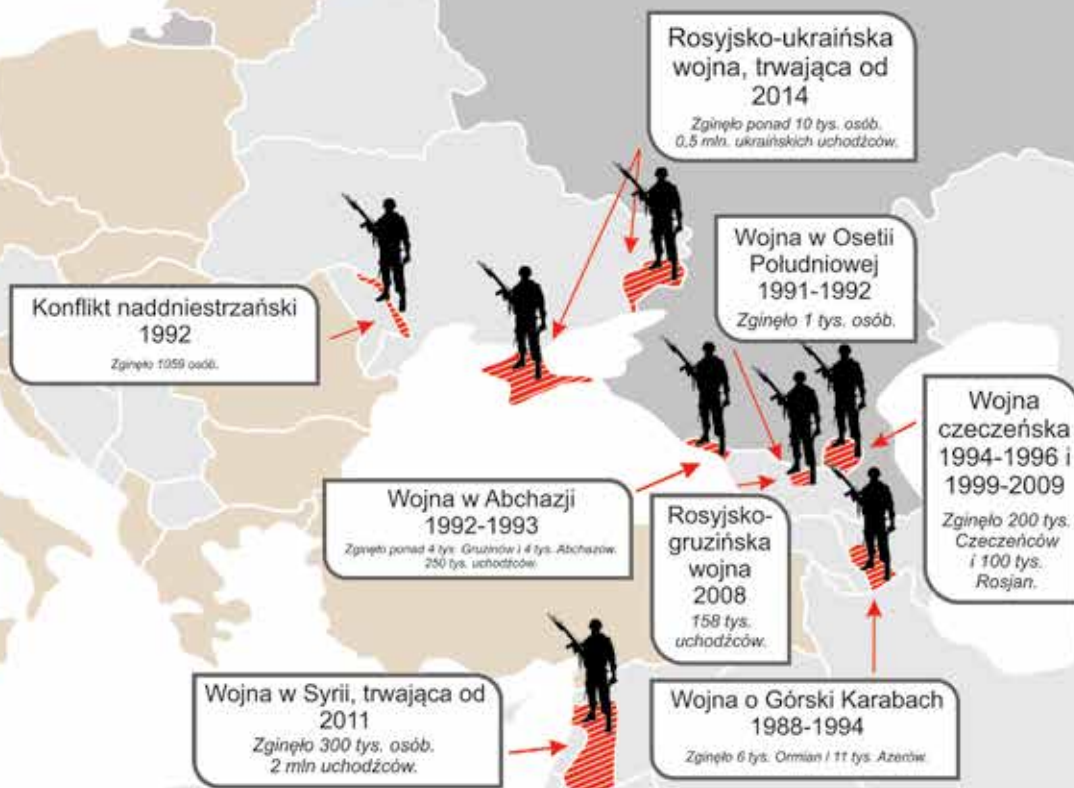 Rosyjsko-ukraińska
wojna, trwająca od
2014
Zginęło ponad 10 tys. osób.
0,5 mln. ukraińskich uchodźców.
Wojna w Osetii
Południowej
1991-1992
Zginęło 1 tys. osób.
Konflikt naddniestrzański
1992
Zginęło 1059 osób.
Wojna
czeczeńska
1994-1996 i
1999-2009
Zginęło 200 tys.
Czeczeńców
i 100 tys.
Rosjan.
Wojna w Abchazji
1992-1993
Zginęło ponad 4 tys. Gruzinów i 4 tys. Abchazów.
250 tys. uchodźców.
Rosyjsko-
gruzińska
wojna
2008
158 tys.
uchodźców.
Wojna w Syrii, trwająca od
2011
Zginęło 300 tys. osób.
2 mln uchodźców.
Wojna o Górski Karabach
1988-1994
Zginęło 6 tys. Ormian i 11 tys. Azerów.